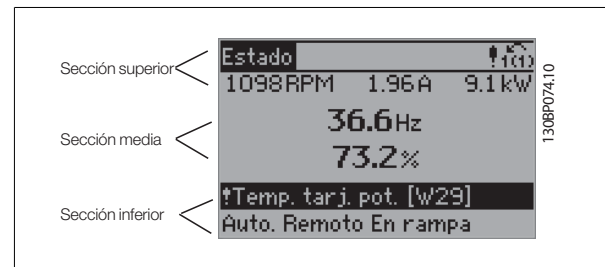 Sección superior
Estado !1(1)
1098RPM 1.96A 9.1kW
Sección media
36.6Hz
73.2%
Sección inferior
!Temp. tarj. pot. [W29]
Auto. Remoto En rampa
130BP074.10